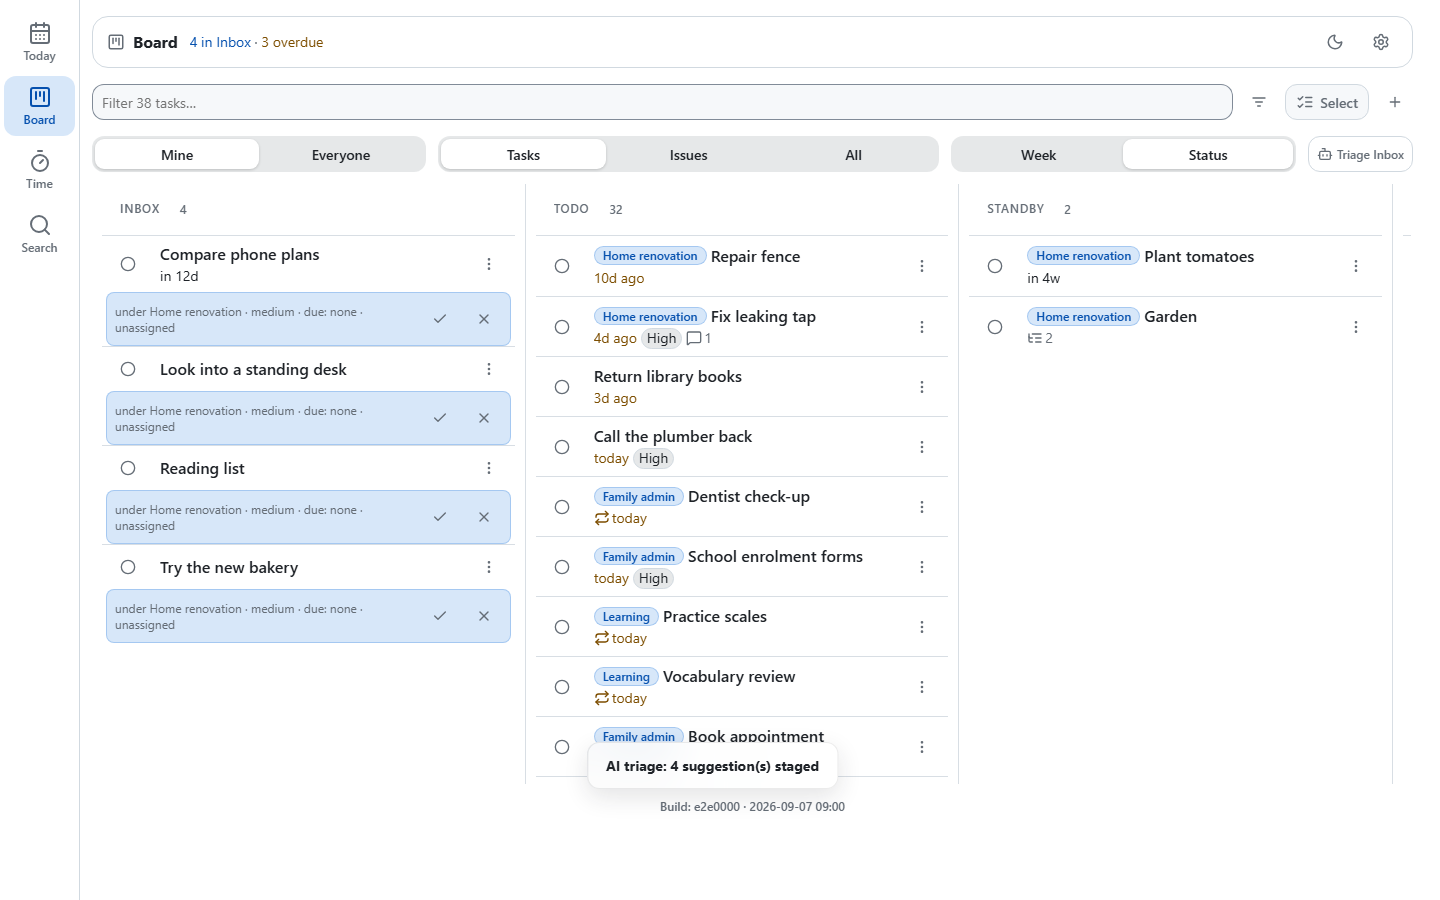 Today
Board
Time
Search
Board 4 in Inbox · 3 overdue
Filter 38 tasks...
Select
Mine
Everyone
Tasks
Issues
All
Week
Status
Triage Inbox
INBOX 4
Compare phone plans
in 12d
under Home renovation · medium · due: none ·
unassigned
Look into a standing desk
under Home renovation · medium · due: none ·
unassigned
Reading list
under Home renovation · medium · due: none ·
unassigned
Try the new bakery
under Home renovation · medium · due: none ·
unassigned
TODO 32
Home renovation Repair fence
10d ago
Home renovation Fix leaking tap
4d ago High 1
Return library books
3d ago
Call the plumber back
today High
Family admin Dentist check-up
today
Family admin School enrolment forms
today High
Learning Practice scales
today
Learning Vocabulary review
today
Family admin Book appointment
STANDBY 2
Home renovation Plant tomatoes
in 4w
Home renovation Garden
2
AI triage: 4 suggestion(s) staged
Build: e2e0000 · 2026-09-07 09:00